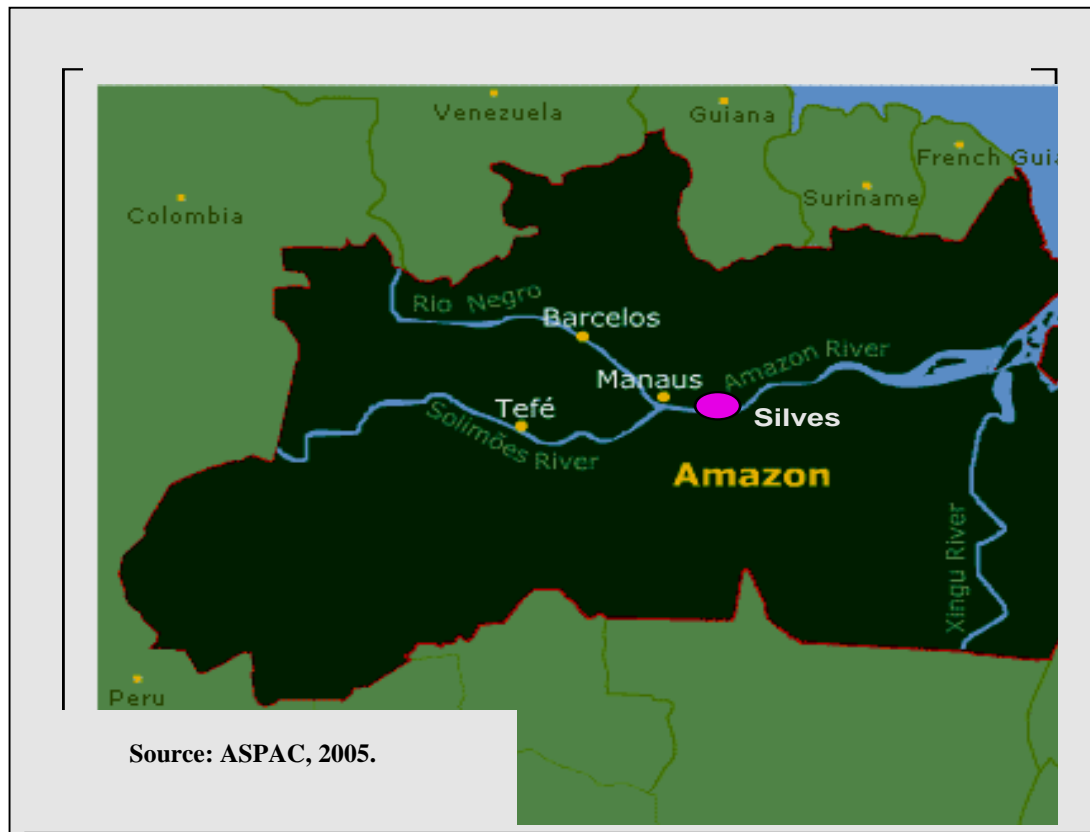 Venezuela
Guiana
French Guia
Suriname
Colombia
Rio Negro
Barcelos
Amazon River
Manaus
Silves
Tefé
Solimões River
Amazon
Xingu River
Peru
Source: ASPAC, 2005.